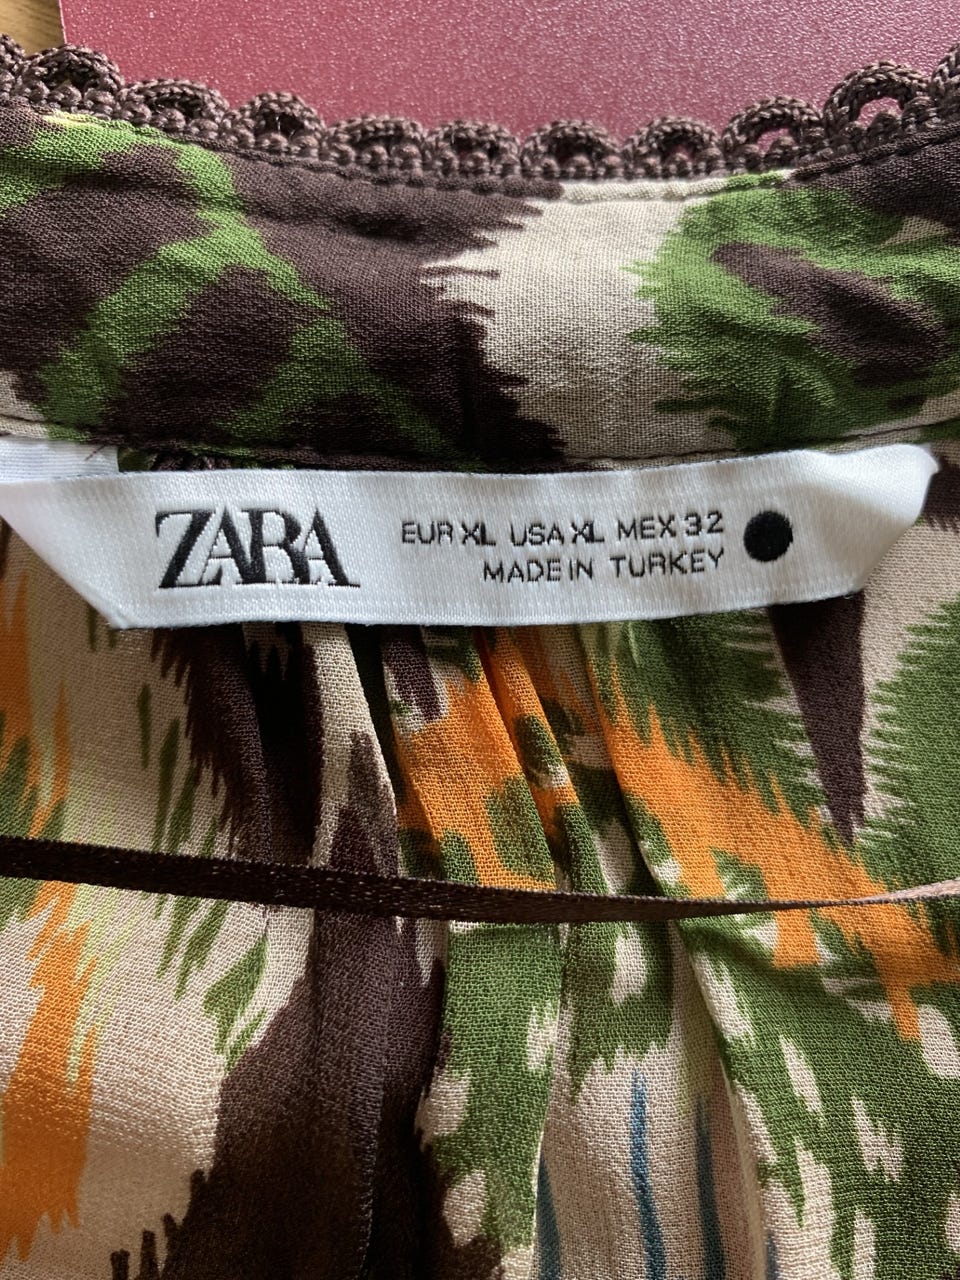 ZARA
EUR XL USA XL MEX 32
MADE IN TURKEY